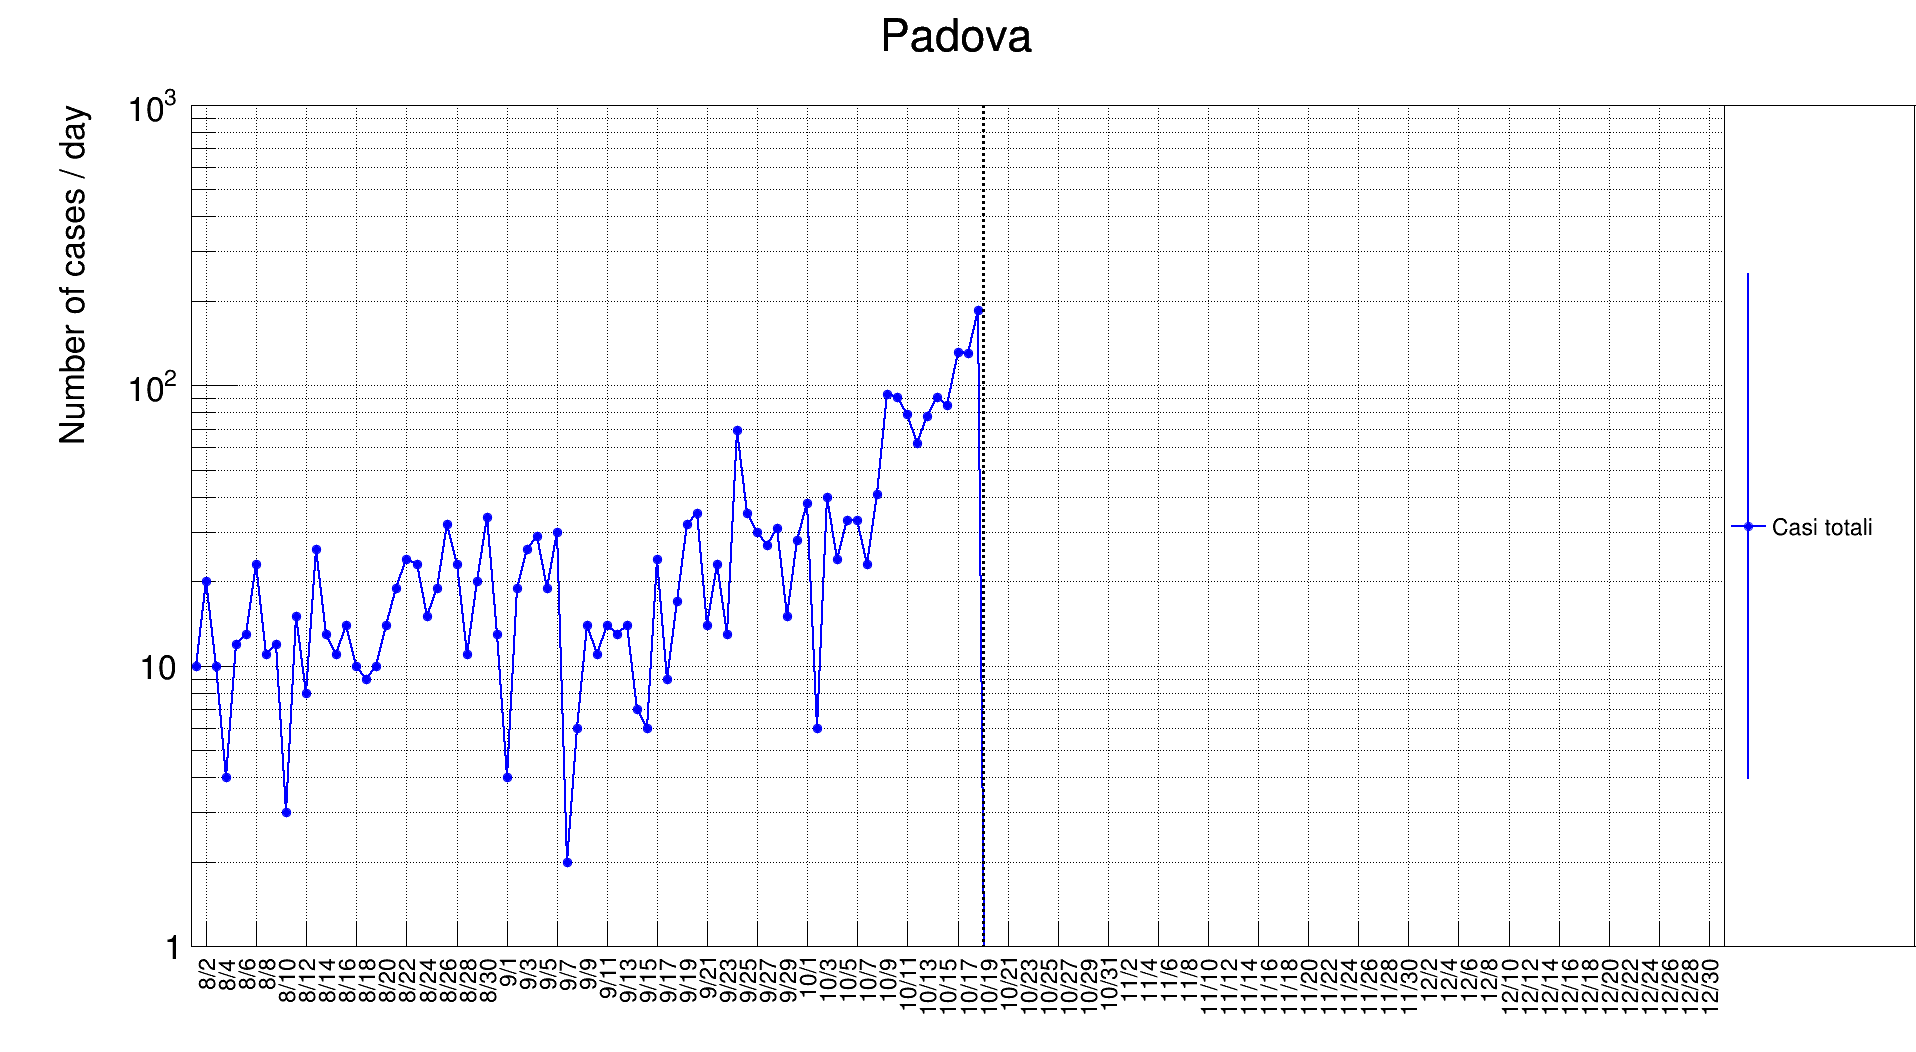 Padova
Number of cases / day
10³
10²
10
1
8/2 8/4 8/6 8/8 8/10 8/12 8/14 8/16 8/18 8/20 8/22 8/24 8/26 8/28 8/30 9/1 9/3 9/5 9/7 9/9 9/11 9/13 9/15 9/17 9/19 9/21 9/23 9/25 9/27 9/29 10/1 10/3 10/5 10/7 10/9 10/11 10/13 10/15 10/17 10/19 10/21 10/23 10/25 10/27 10/29 10/31 11/2 11/4 11/6 11/8 11/10 11/12 11/14 11/16 11/18 11/20 11/22 11/24 11/26 11/28 11/30 12/2 12/4 12/6 12/8 12/10 12/12 12/14 12/16 12/18 12/20 12/22 12/24 12/26 12/28 12/30
Casi totali